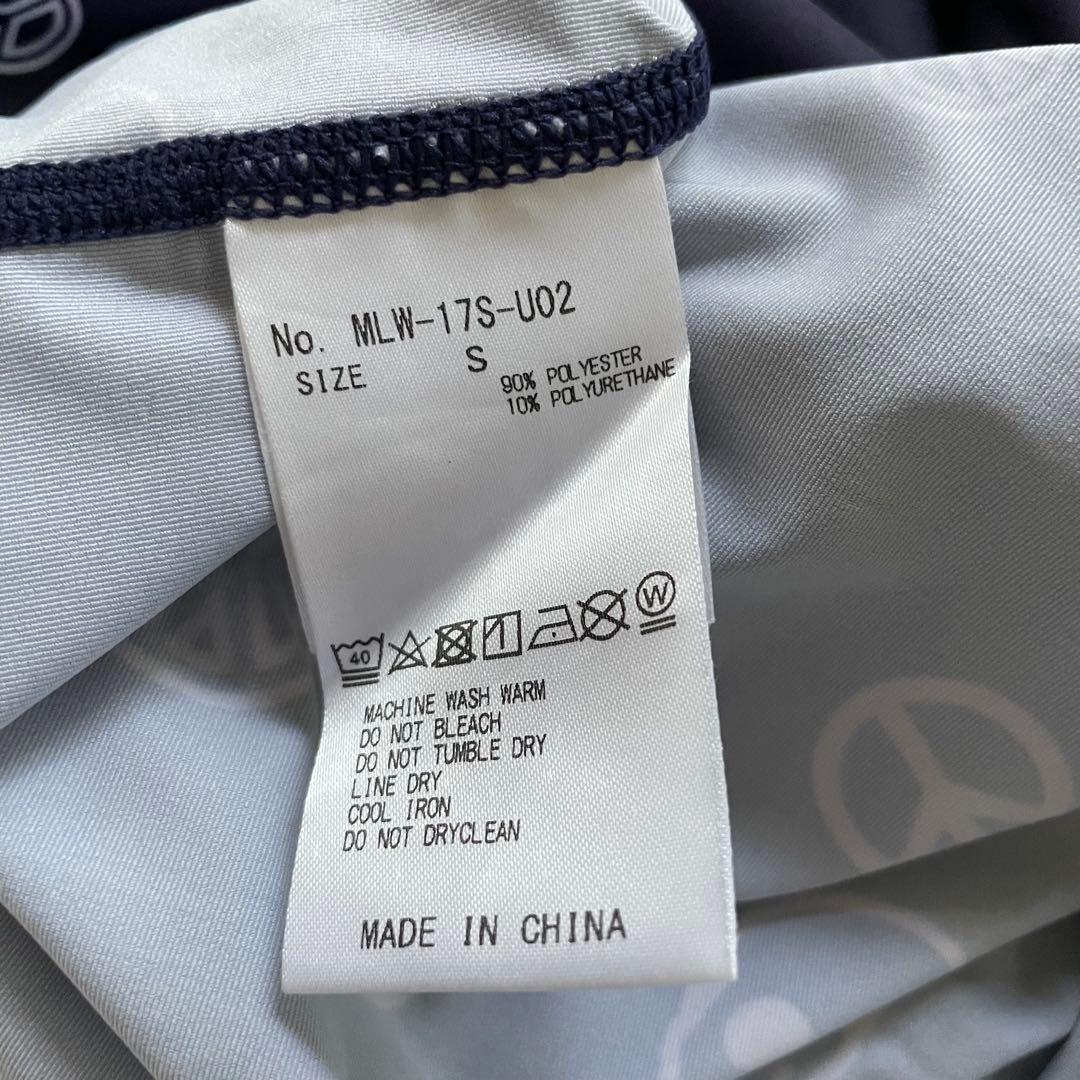 No. MLW-17S-U02
SIZE S
90% POLYESTER
10% POLYURETHANE
40 W
MACHINE WASH WARM
DO NOT BLEACH
DO NOT TUMBLE DRY
LINE DRY
COOL IRON
DO NOT DRYCLEAN
MADE IN CHINA